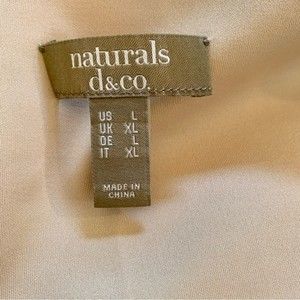 naturals
d&co.
US L
UK XL
DE L
IT XL
MADE IN
CHINA